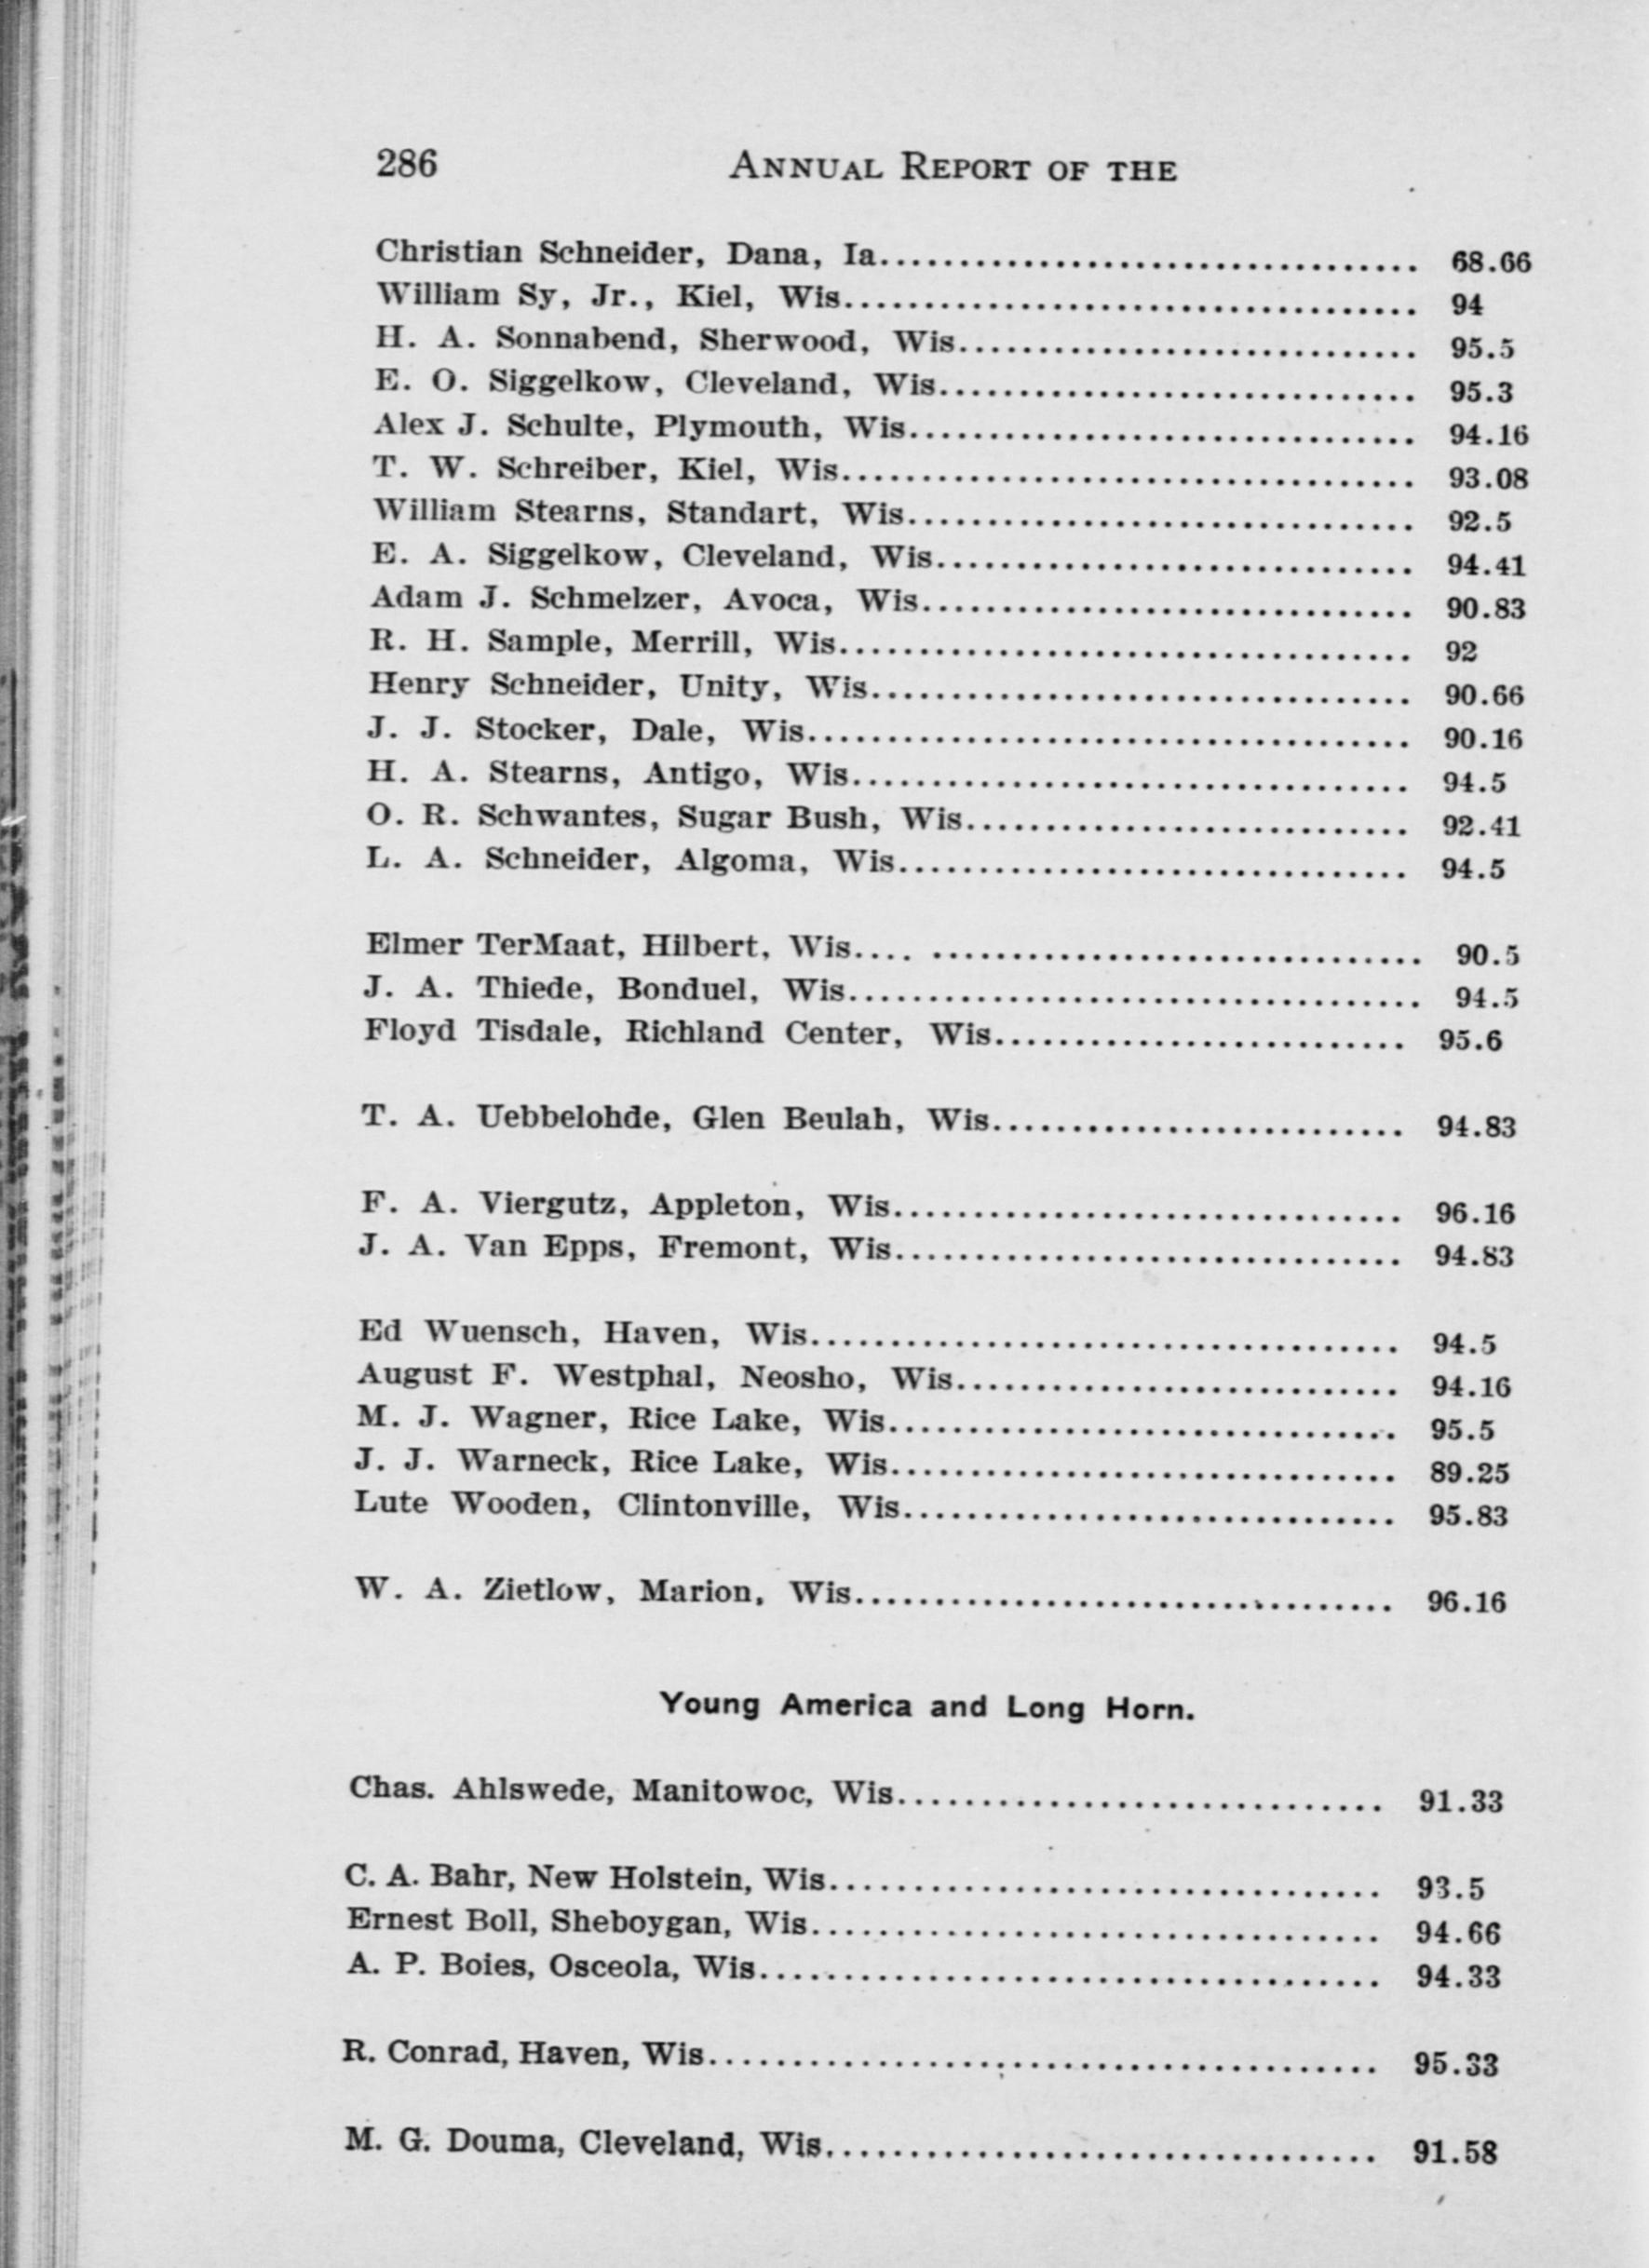 286 ANNUAL REPORT OF THE
Christian Schneider, Dana, Ia.................................. 68.66
William Sy, Jr., Kiel, Wis.................................... 94
H. A. Sonnabend, Sherwood, Wis............................. 95.5
E. O. Siggelkow, Cleveland, Wis.............................. 95.3
Alex J. Schulte, Plymouth, Wis................................ 94.16
T. W. Schreiber, Kiel, Wis.................................... 93.08
William Stearns, Standart, Wis................................ 92.5
E. A. Siggelkow, Cleveland, Wis.............................. 94.41
Adam J. Schmelzer, Avoca, Wis............................... 90.83
R. H. Sample, Merrill, Wis.................................... 92
Henry Schneider, Unity, Wis.................................. 90.66
J. J. Stocker, Dale, Wis...................................... 90.16
H. A. Stearns, Antigo, Wis................................... 94.5
O. R. Schwantes, Sugar Bush, Wis............................ 92.41
L. A. Schneider, Algoma, Wis................................ 94.5
Elmer TerMaat, Hilbert, Wis.... ............................... 90.5
J. A. Thiede, Bonduel, Wis.................................... 94.5
Floyd Tisdale, Richland Center, Wis.......................... 95.6
T. A. Uebbelohde, Glen Beulah, Wis.......................... 94.83
F. A. Viergutz, Appleton, Wis................................ 96.16
J. A. Van Epps, Fremont, Wis................................ 94.83
Ed Wuensch, Haven, Wis..................................... 94.5
August F. Westphal, Neosho, Wis............................ 94.16
M. J. Wagner, Rice Lake, Wis................................ 95.5
J. J. Warneck, Rice Lake, Wis................................ 89.25
Lute Wooden, Clintonville, Wis............................... 95.83
W. A. Zietlow, Marion, Wis.................................. 96.16
Young America and Long Horn.
Chas. Ahlswede, Manitowoc, Wis.............................. 91.33
C. A. Bahr, New Holstein, Wis................................. 93.5
Ernest Boll, Sheboygan, Wis................................... 94.66
A. P. Boies, Osceola, Wis...................................... 94.33
R. Conrad, Haven, Wis........................................ 95.33
M. G. Douma, Cleveland, Wis................................. 91.58